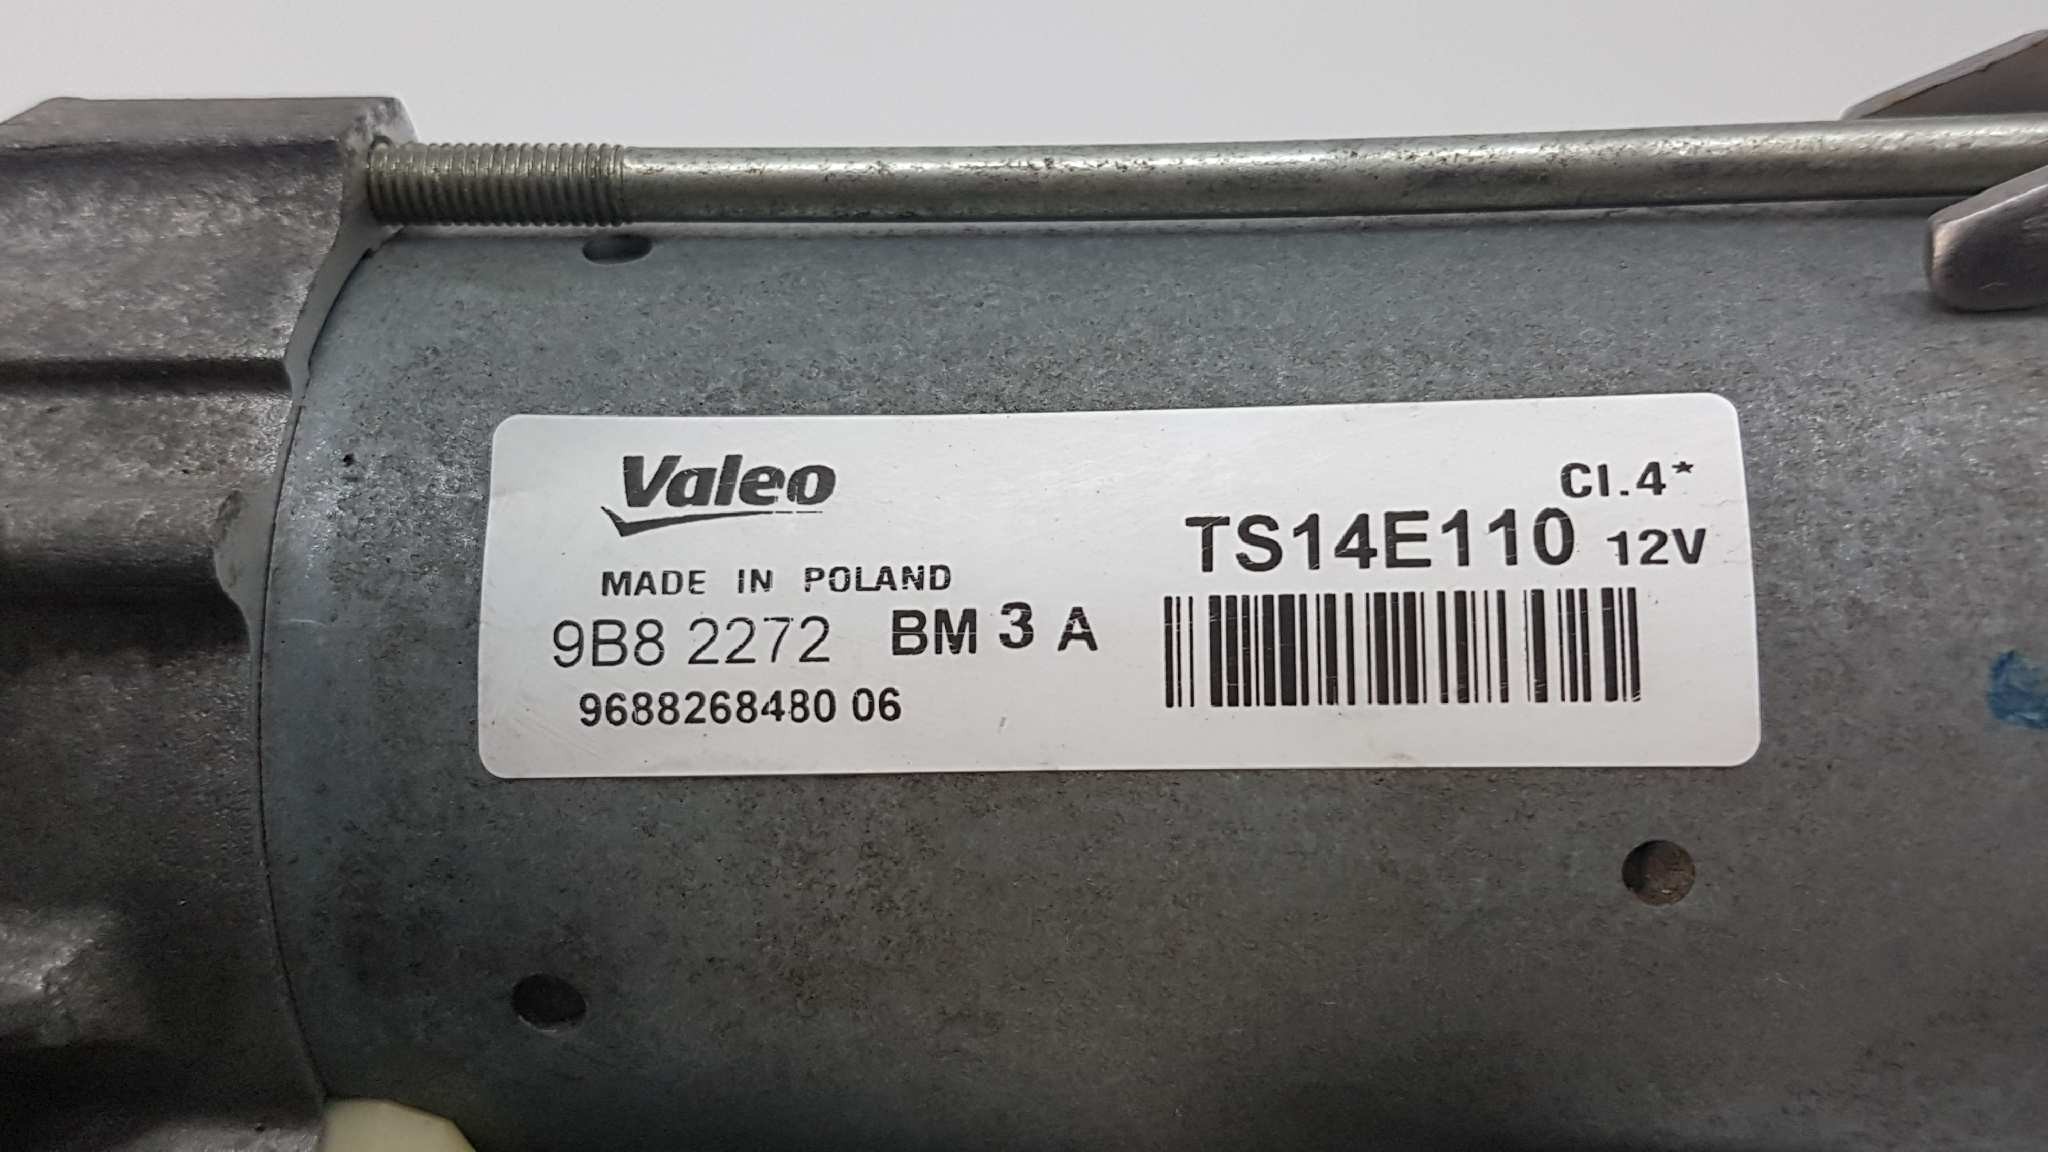 Valeo
Cl.4*
TS14E110 12V
MADE IN POLAND
9B8 2272 BM 3 A
9688268480 06